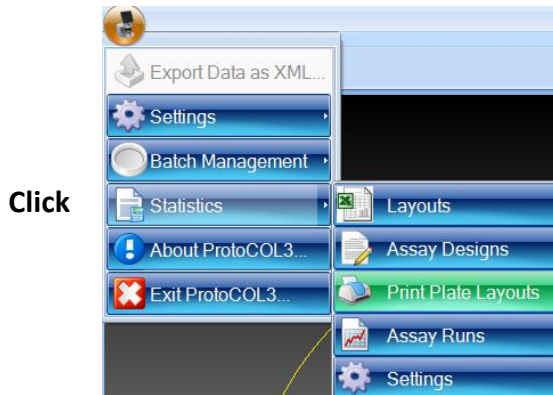 Export Data as XML...
Settings
Batch Management
Click
Statistics
Layouts
About ProtoCOL3...
Assay Designs
Exit ProtoCOL3...
Print Plate Layouts
Assay Runs
Settings